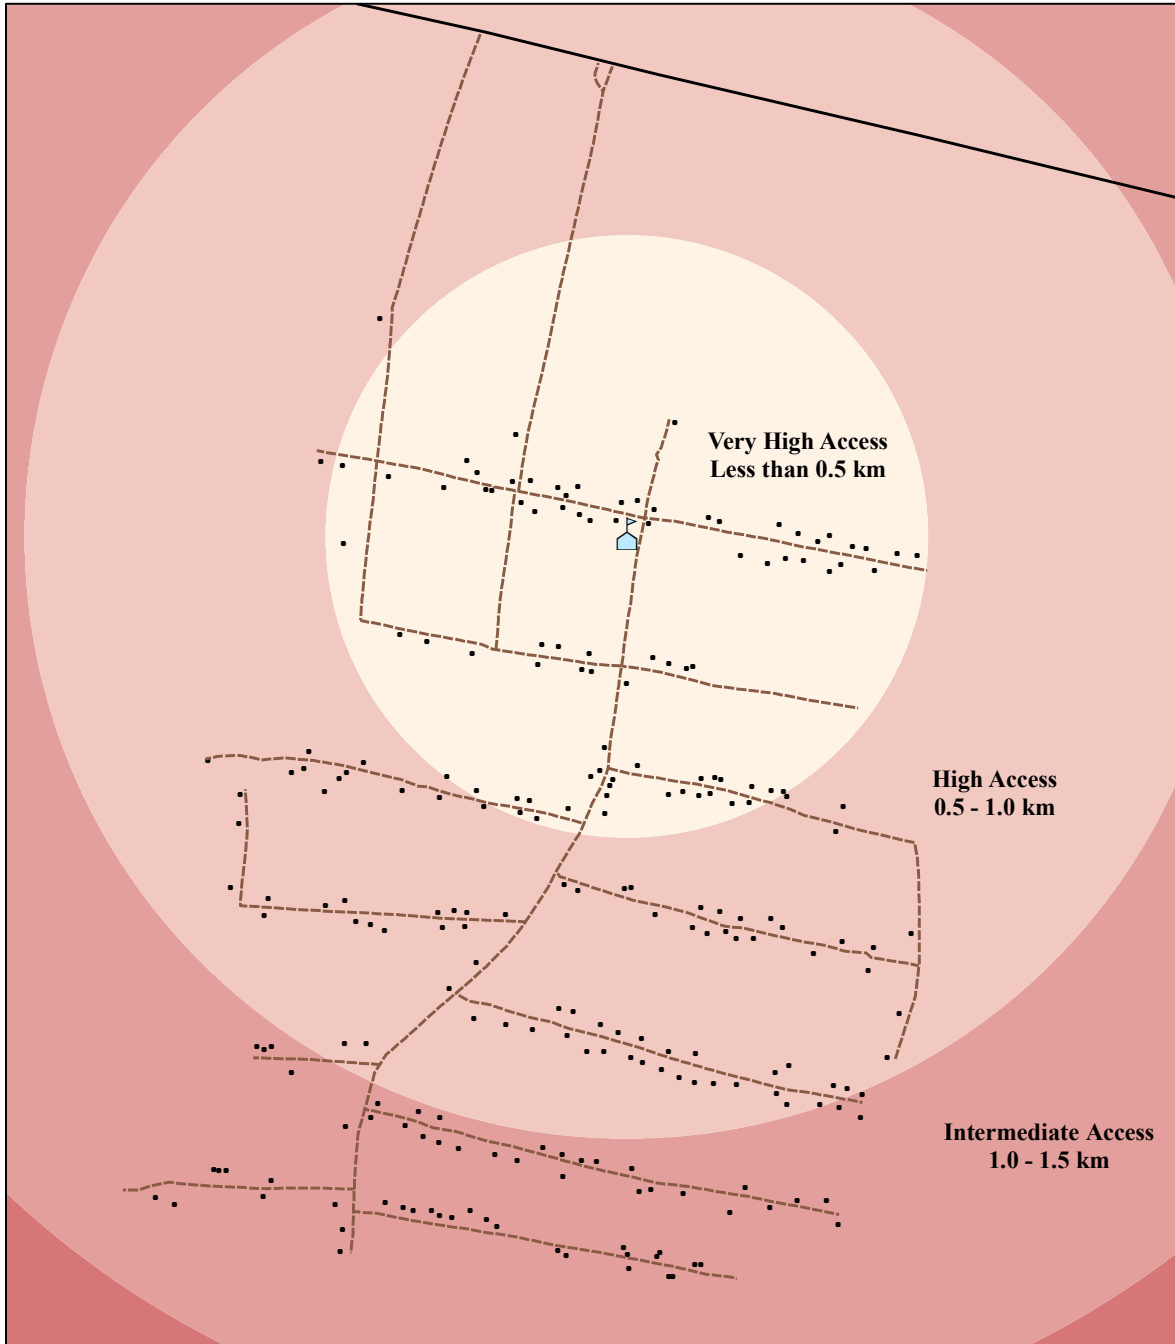 Very High Access
Less than 0.5 km
High Access
0.5 - 1.0 km
Intermediate Access
1.0 - 1.5 km